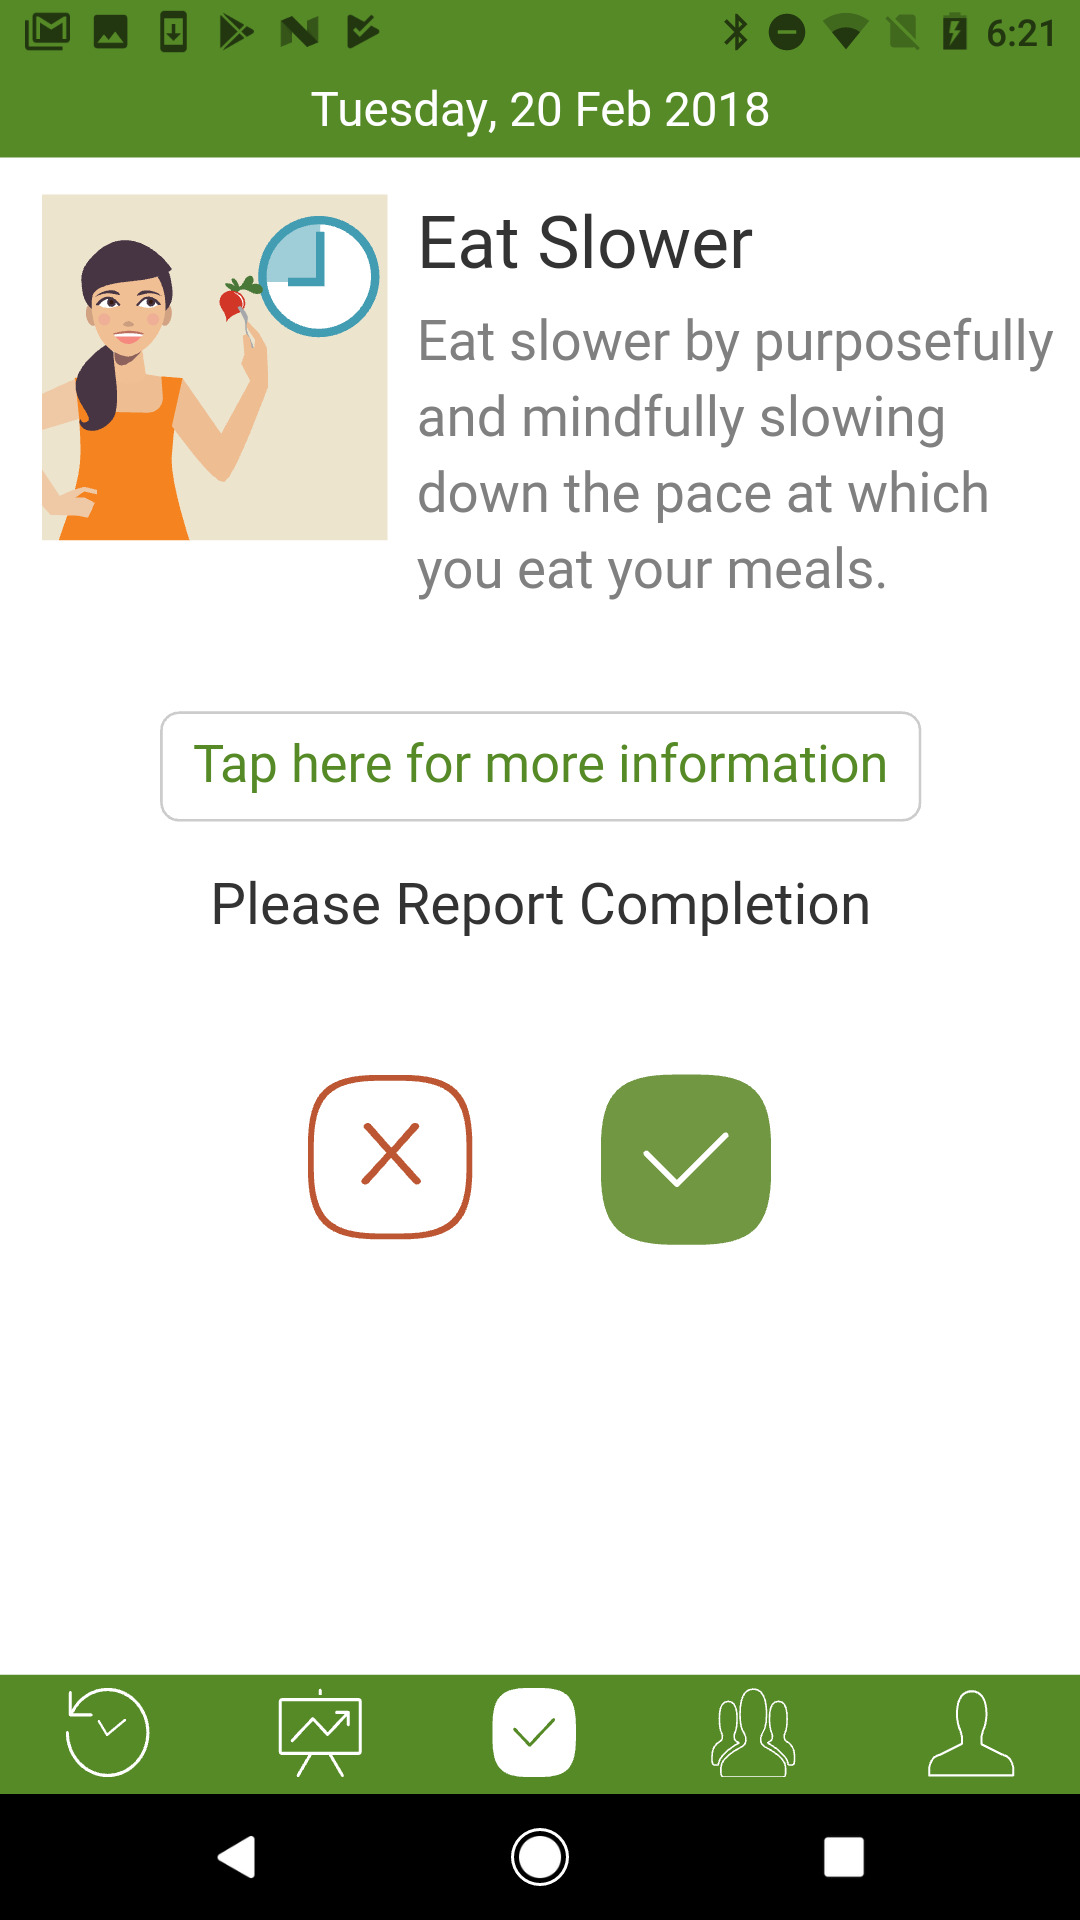 6:21
Tuesday, 20 Feb 2018
Eat Slower
Eat slower by purposefully
and mindfully slowing
down the pace at which
you eat your meals.
Tap here for more information
Please Report Completion